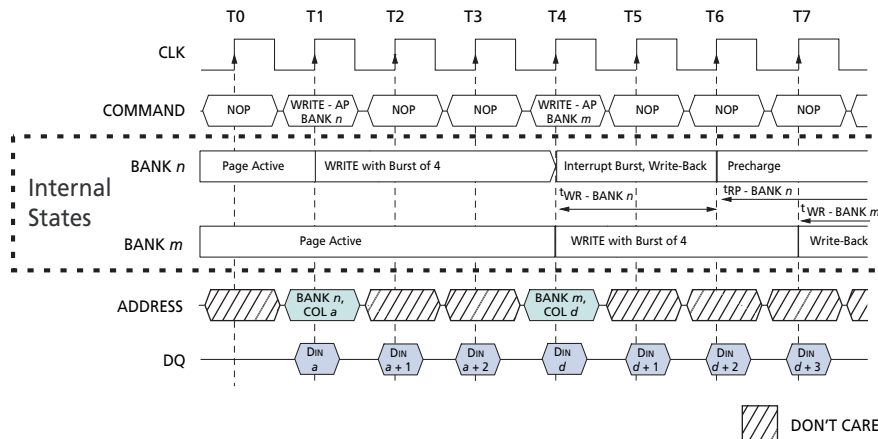 T0 T1 T2 T3 T4 T5 T6 T7
CLK
COMMAND NOP WRITE - AP BANK n NOP NOP WRITE - AP BANK m NOP NOP NOP
Internal States
BANK n Page Active WRITE with Burst of 4 Interrupt Burst, Write-Back Precharge
tWR - BANK n tRP - BANK n
tWR - BANK m
BANK m Page Active WRITE with Burst of 4 Write-Back
ADDRESS BANK n, COL a BANK m, COL d
DQ DIN a DIN a + 1 DIN a + 2 DIN d DIN d + 1 DIN d + 2 DIN d + 3
DON'T CARE